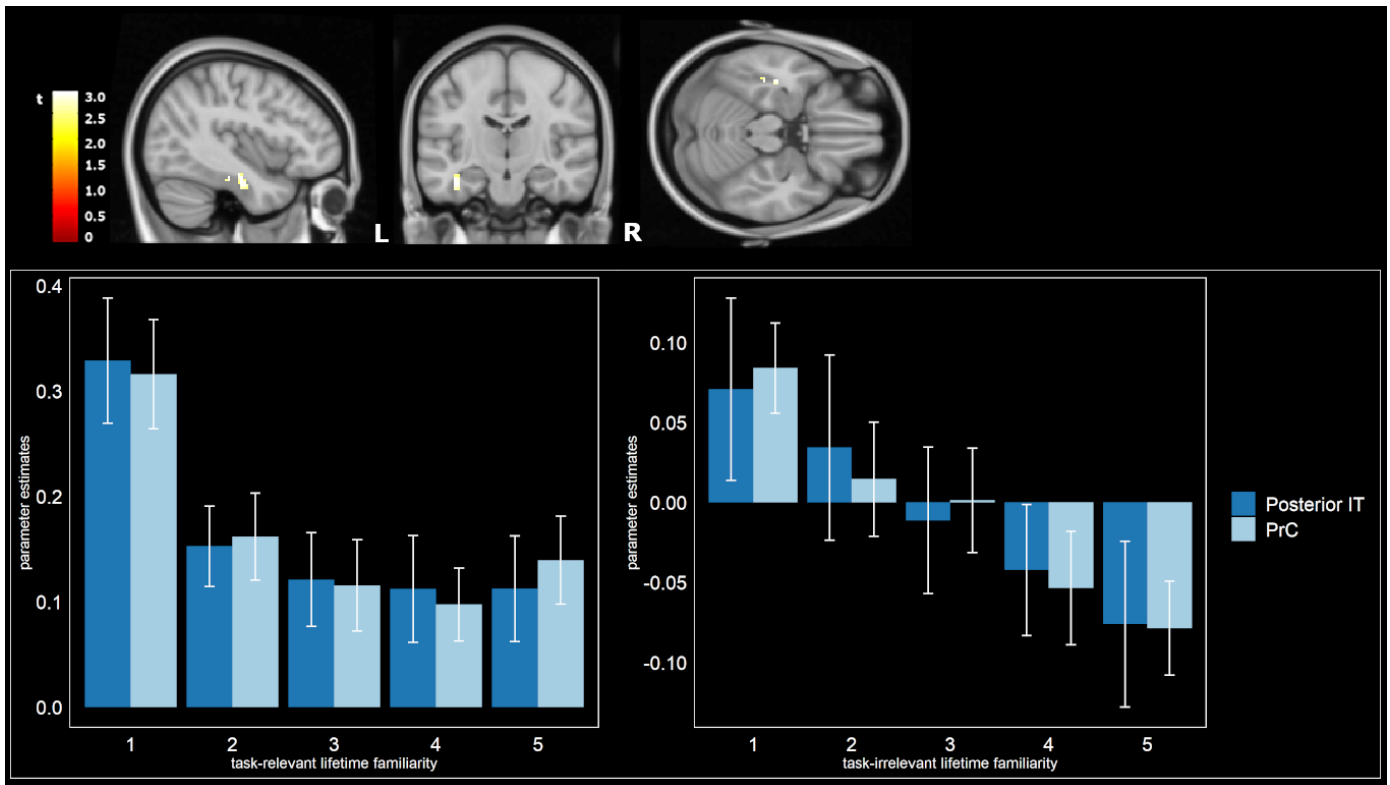 t
3.0
2.5
2.0
1.5
1.0
0.5
0
L
R
0.4
0.3
0.2
0.1
0.0
parameter estimates
1 2 3 4 5
task-relevant lifetime familiarity
0.10
0.05
0.00
-0.05
-0.10
parameter estimates
1 2 3 4 5
task-irrelevant lifetime familiarity
Posterior IT
PrC